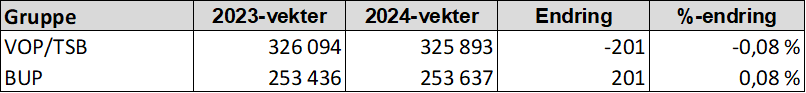 Gruppe 2023-vekter 2024-vekter Endring %-endring
VOP/TSB 326 094 325 893 -201 -0,08 %
BUP 253 436 253 637 201 0,08 %